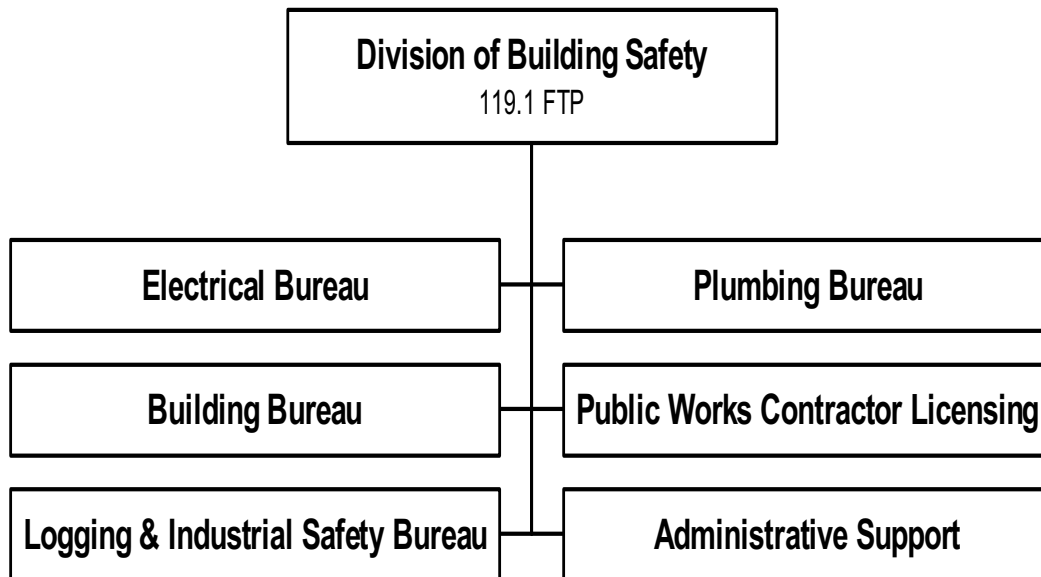 Division of Building Safety
119.1 FTP
Electrical Bureau
Plumbing Bureau
Building Bureau
Public Works Contractor Licensing
Logging & Industrial Safety Bureau
Administrative Support